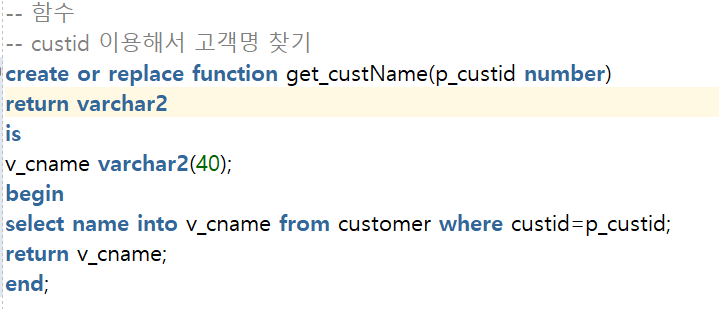 -- 함수
-- custid 이용해서 고객명 찾기
create or replace function get_custName(p_custid number)
return varchar2
is
v_cname varchar2(40);
begin
select name into v_cname from customer where custid=p_custid;
return v_cname;
end;